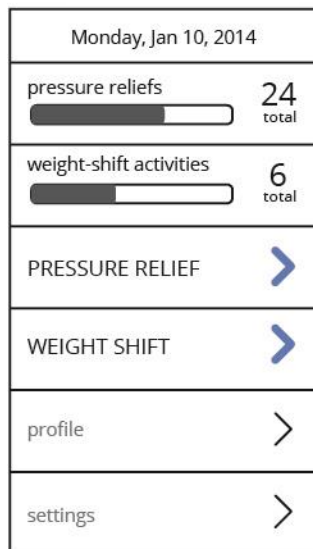 Monday, Jan 10, 2014
pressure reliefs
24
total
weight-shift activities
6
total
PRESSURE RELIEF
WEIGHT SHIFT
profile
settings